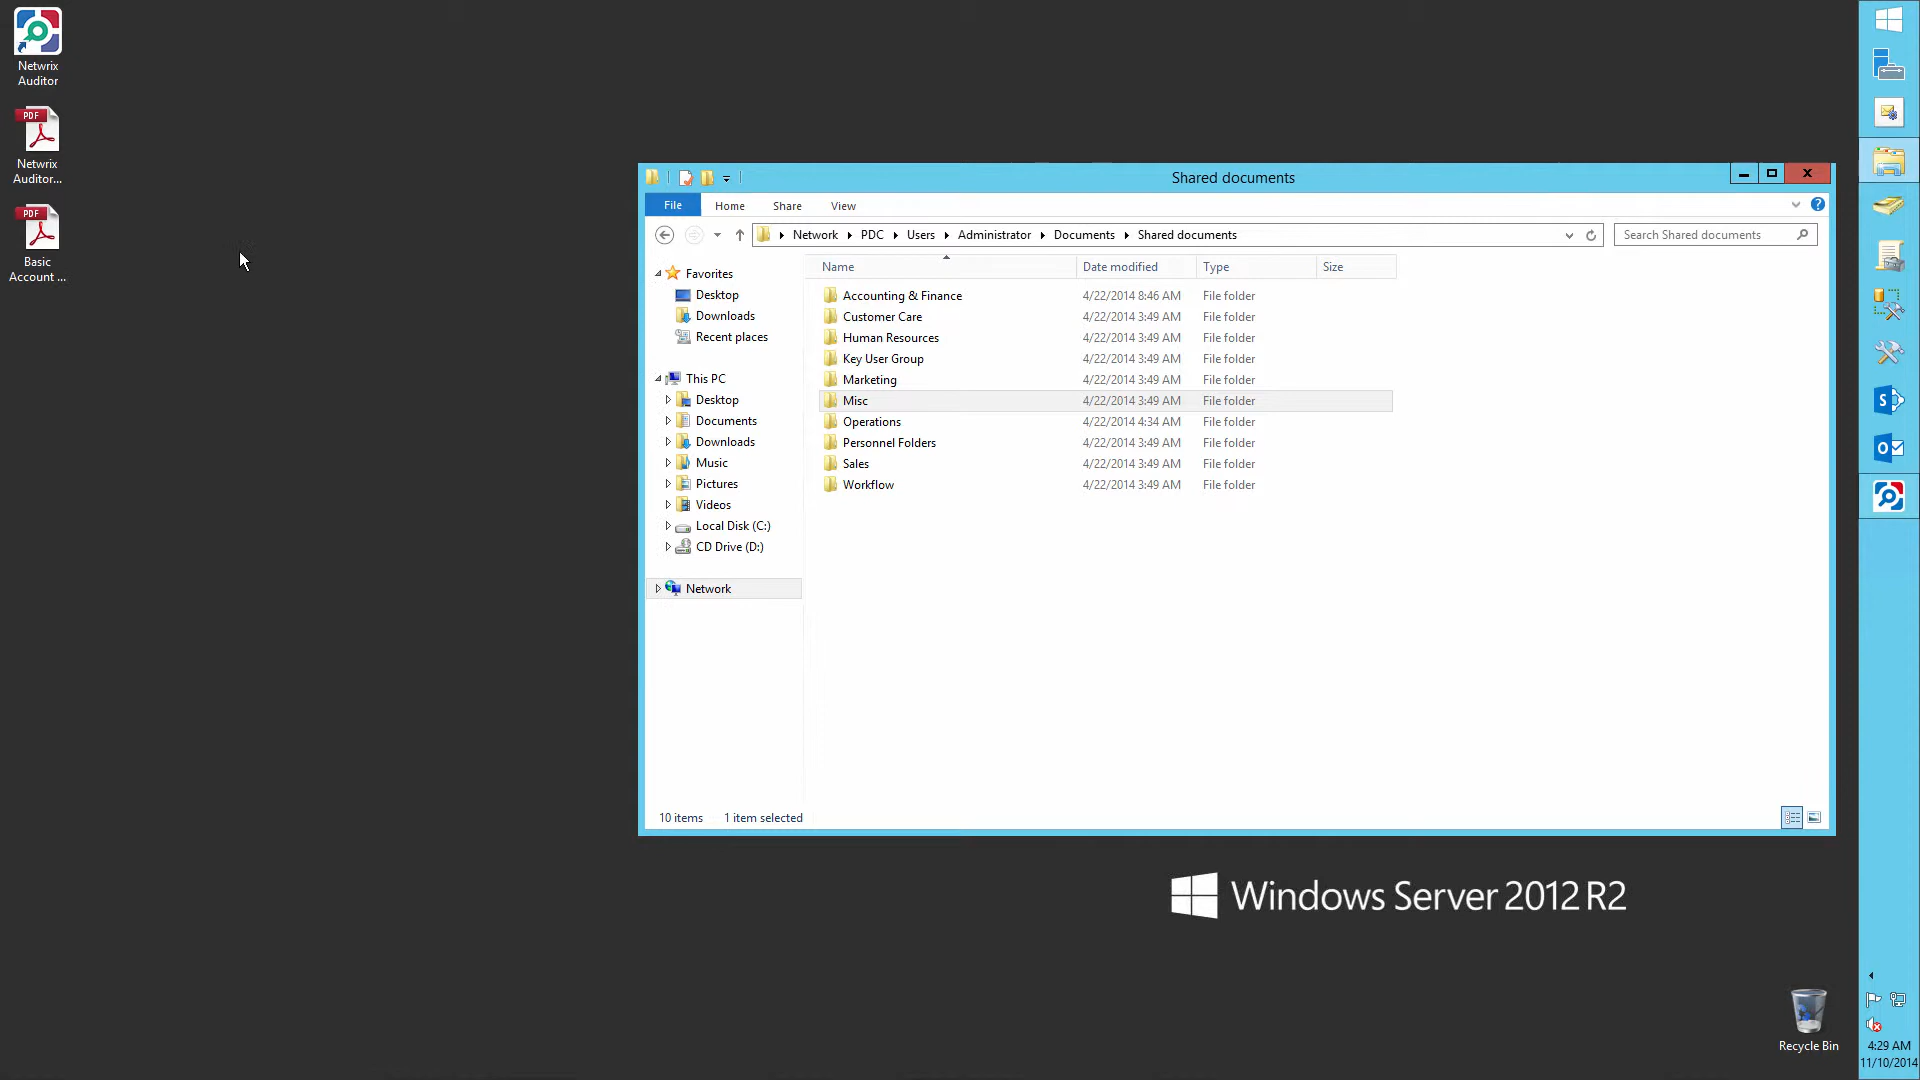 Netwrix
Auditor
PDF
Netwrix
Auditor...
PDF
Basic
Account ...
Shared documents
File Home Share View
Network PDC Users Administrator Documents Shared documents
Search Shared documents
Favorites
Desktop
Downloads
Recent places
This PC
Desktop
Documents
Downloads
Music
Pictures
Videos
Local Disk (C:)
CD Drive (D:)
Network
Name Date modified Type Size
Accounting & Finance 4/22/2014 8:46 AM File folder
Customer Care 4/22/2014 3:49 AM File folder
Human Resources 4/22/2014 3:49 AM File folder
Key User Group 4/22/2014 3:49 AM File folder
Marketing 4/22/2014 3:49 AM File folder
Misc 4/22/2014 3:49 AM File folder
Operations 4/22/2014 4:34 AM File folder
Personnel Folders 4/22/2014 3:49 AM File folder
Sales 4/22/2014 3:49 AM File folder
Workflow 4/22/2014 3:49 AM File folder
10 items 1 item selected
Windows Server 2012 R2
Recycle Bin
4:29 AM
11/10/2014